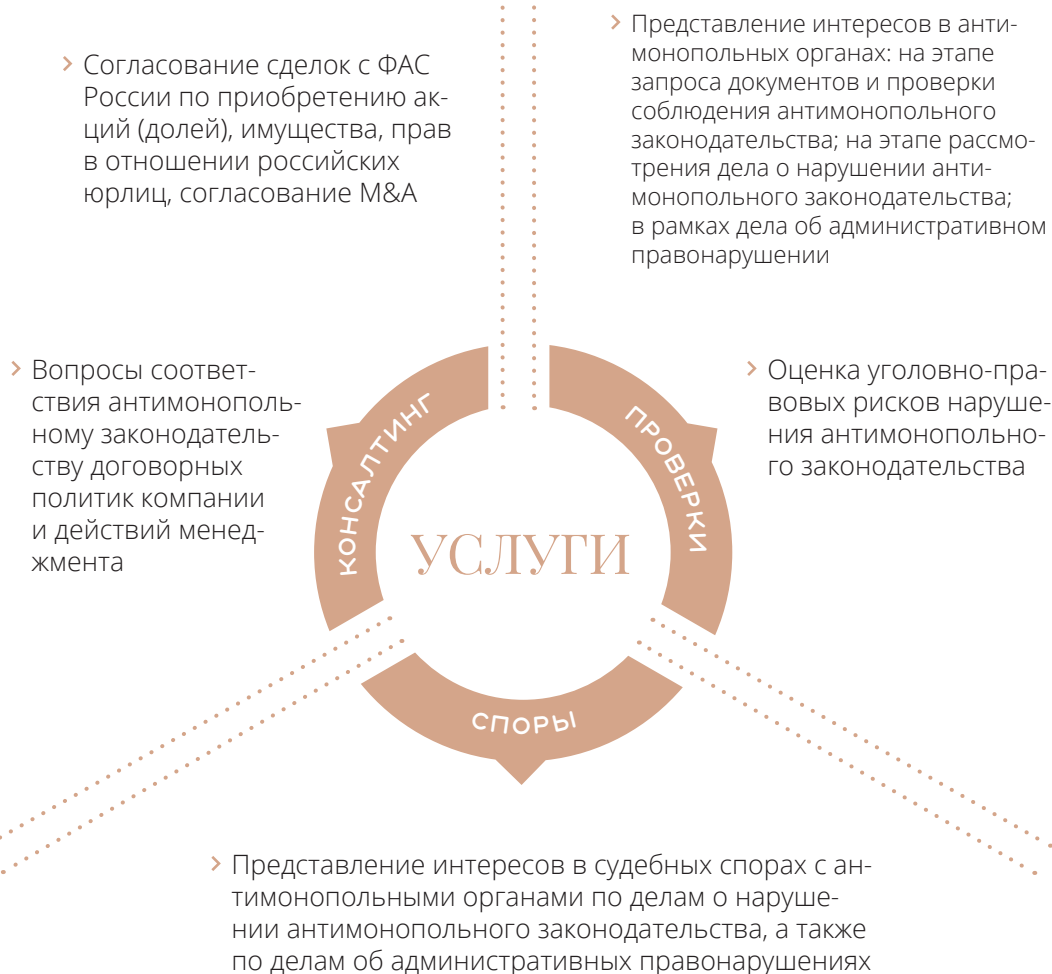 Согласование сделок с ФАС
России по приобретению ак-
ций (долей), имущества, прав
в отношении российских
юрлиц, согласование M&A
Представление интересов в анти-
монопольных органах: на этапе
запроса документов и проверки
соблюдения антимонопольного
законодательства; на этапе рассмо-
трения дела о нарушении анти-
монопольного законодательства;
в рамках дела об административном
правонарушении
Вопросы соответ-
ствия антимонополь-
ному законодатель-
ству договорных
политик компании
и действий менед-
жмента
КОНСАЛТИНГ
УСЛУГИ
ПРОВЕРКИ
Оценка уголовно-пра-
вовых рисков наруше-
ния антимонопольно-
го законодательства
СПОРЫ
Представление интересов в судебных спорах с ан-
тимонопольными органами по делам о наруше-
нии антимонопольного законодательства, а также
по делам об административных правонарушениях